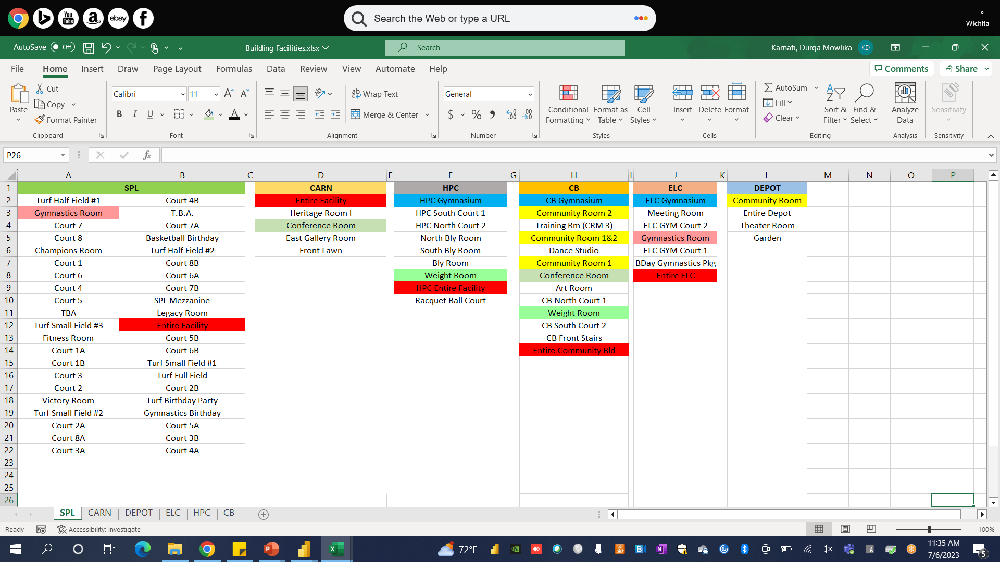 You Tube
a
ebay
f
Search the Web or type a URL
Wichita
AutoSave Off
Building Facilities.xlsx
Search
Karnati, Durga Mowlika KD
File Home Insert Draw Page Layout Formulas Data Review View Automate Help Comments Share
Paste
Cut
Copy
Format Painter
Clipboard
Calibri 11
B I U
Font
Wrap Text
Merge & Center
Alignment
General
$ %
Number
Conditional Formatting
Format as Table
Cell Styles
Styles
Insert Delete Format
Cells
AutoSum
Fill
Clear
Sort & Filter
Find & Select
Editing
Analyze Data
Analysis
Sensitivity
Sensitivity
P26 fx
A B C D E F G H I J K L M N O P
1 SPL CARN HPC CB ELC DEPOT
2 Turf Half Field #1 Court 4B Entire Facility HPC Gymnasium CB Gymnasium ELC Gymnasium Community Room
3 Gymnastics Room T.B.A. Heritage Room l HPC South Court 1 Community Room 2 Meeting Room Entire Depot
4 Court 7 Court 7A Conference Room HPC North Court 2 Training Rm (CRM 3) ELC GYM Court 2 Theater Room
5 Court 8 Basketball Birthday East Gallery Room North Bly Room Community Room 1&2 Gymnastics Room Garden
6 Champions Room Turf Half Field #2 Front Lawn South Bly Room Dance Studio ELC GYM Court 1
7 Court 1 Court 8B Bly Room Community Room 1 BDay Gymnastics Pkg
8 Court 6 Court 6A Weight Room Conference Room Entire ELC
9 Court 4 Court 7B HPC Entire Facility Art Room
10 Court 5 SPL Mezzanine Racquet Ball Court CB North Court 1
11 TBA Legacy Room Weight Room
12 Turf Small Field #3 Entire Facility CB South Court 2
13 Fitness Room Court 5B CB Front Stairs
14 Court 1A Court 6B Entire Community Bld
15 Court 1B Turf Small Field #1
16 Court 3 Turf Full Field
17 Court 2 Court 2B
18 Victory Room Turf Birthday Party
19 Turf Small Field #2 Gymnastics Birthday
20 Court 2A Court 5A
21 Court 8A Court 3B
22 Court 3A Court 4A
23
24
25
26
SPL CARN DEPOT ELC HPC CB
Ready Accessibility: Investigate 100%
72°F
11:35 AM
7/6/2023
5